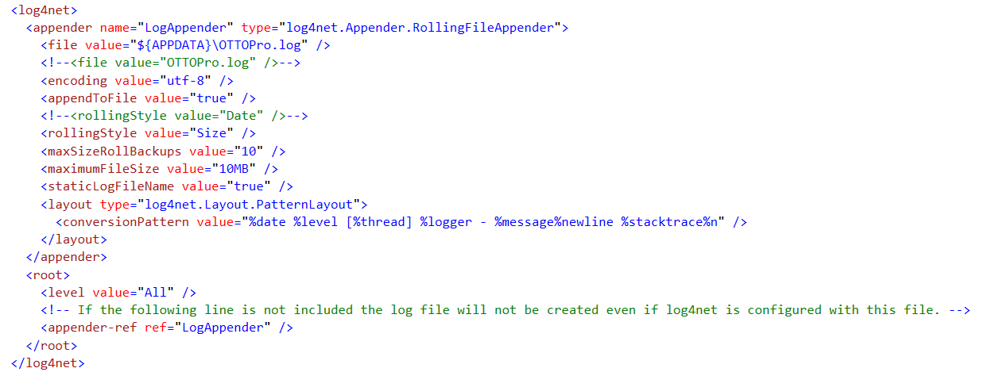 <log4net>
<appender name="LogAppender" type="log4net.Appender.RollingFileAppender">
<file value="${APPDATA}\OTTOPro.log" />
<!--<file value="OTTOPro.log" />-->
<encoding value="utf-8" />
<appendToFile value="true" />
<!--<rollingStyle value="Date" />-->
<rollingStyle value="Size" />
<maxSizeRollBackups value="10" />
<maximumFileSize value="10MB" />
<staticLogFileName value="true" />
<layout type="log4net.Layout.PatternLayout">
<conversionPattern value="%date %level [%thread] %logger - %message%newline %stacktrace%n" />
</layout>
</appender>
<root>
<level value="All" />
<!-- If the following line is not included the log file will not be created even if log4net is configured with this file. -->
<appender-ref ref="LogAppender" />
</root>
</log4net>